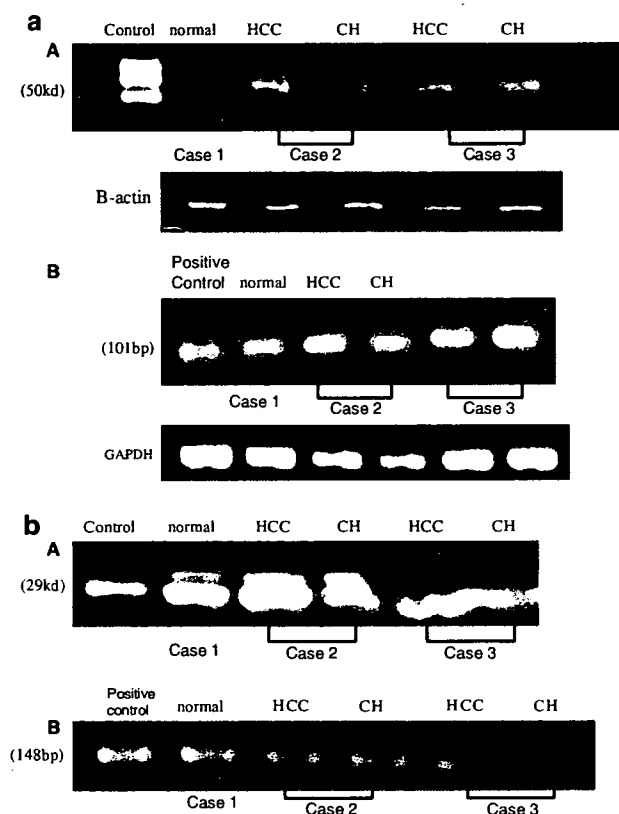 a
A
Control normal HCC CH HCC CH
(50kd)
Case 1 Case 2 Case 3
B-actin
B
Positive
Control normal HCC CH
(101bp)
Case 1 Case 2 Case 3
GAPDH
b
A
Control normal HCC CH HCC CH
(29kd)
Case 1 Case 2 Case 3
B
Positive
control normal HCC CH HCC CH
(148bp)
Case 1 Case 2 Case 3